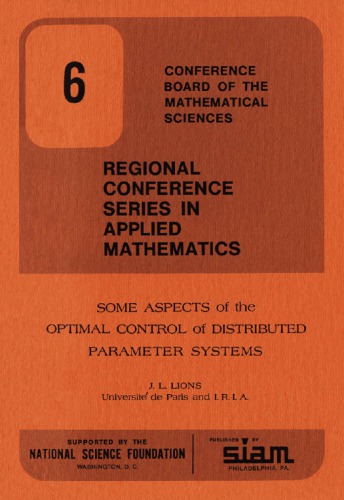 6
CONFERENCE
BOARD OF THE
MATHEMATICAL
SCIENCES
REGIONAL
CONFERENCE
SERIES IN
APPLIED
MATHEMATICS
SOME ASPECTS of the
OPTIMAL CONTROL of DISTRIBUTED
PARAMETER SYSTEMS
J. L. LIONS
Université de Paris and I. R. I. A.
SUPPORTED BY THE
NATIONAL SCIENCE FOUNDATION
WASHINGTON, D. C.
PUBLISHED BY
siam
PHILADELPHIA, PA.